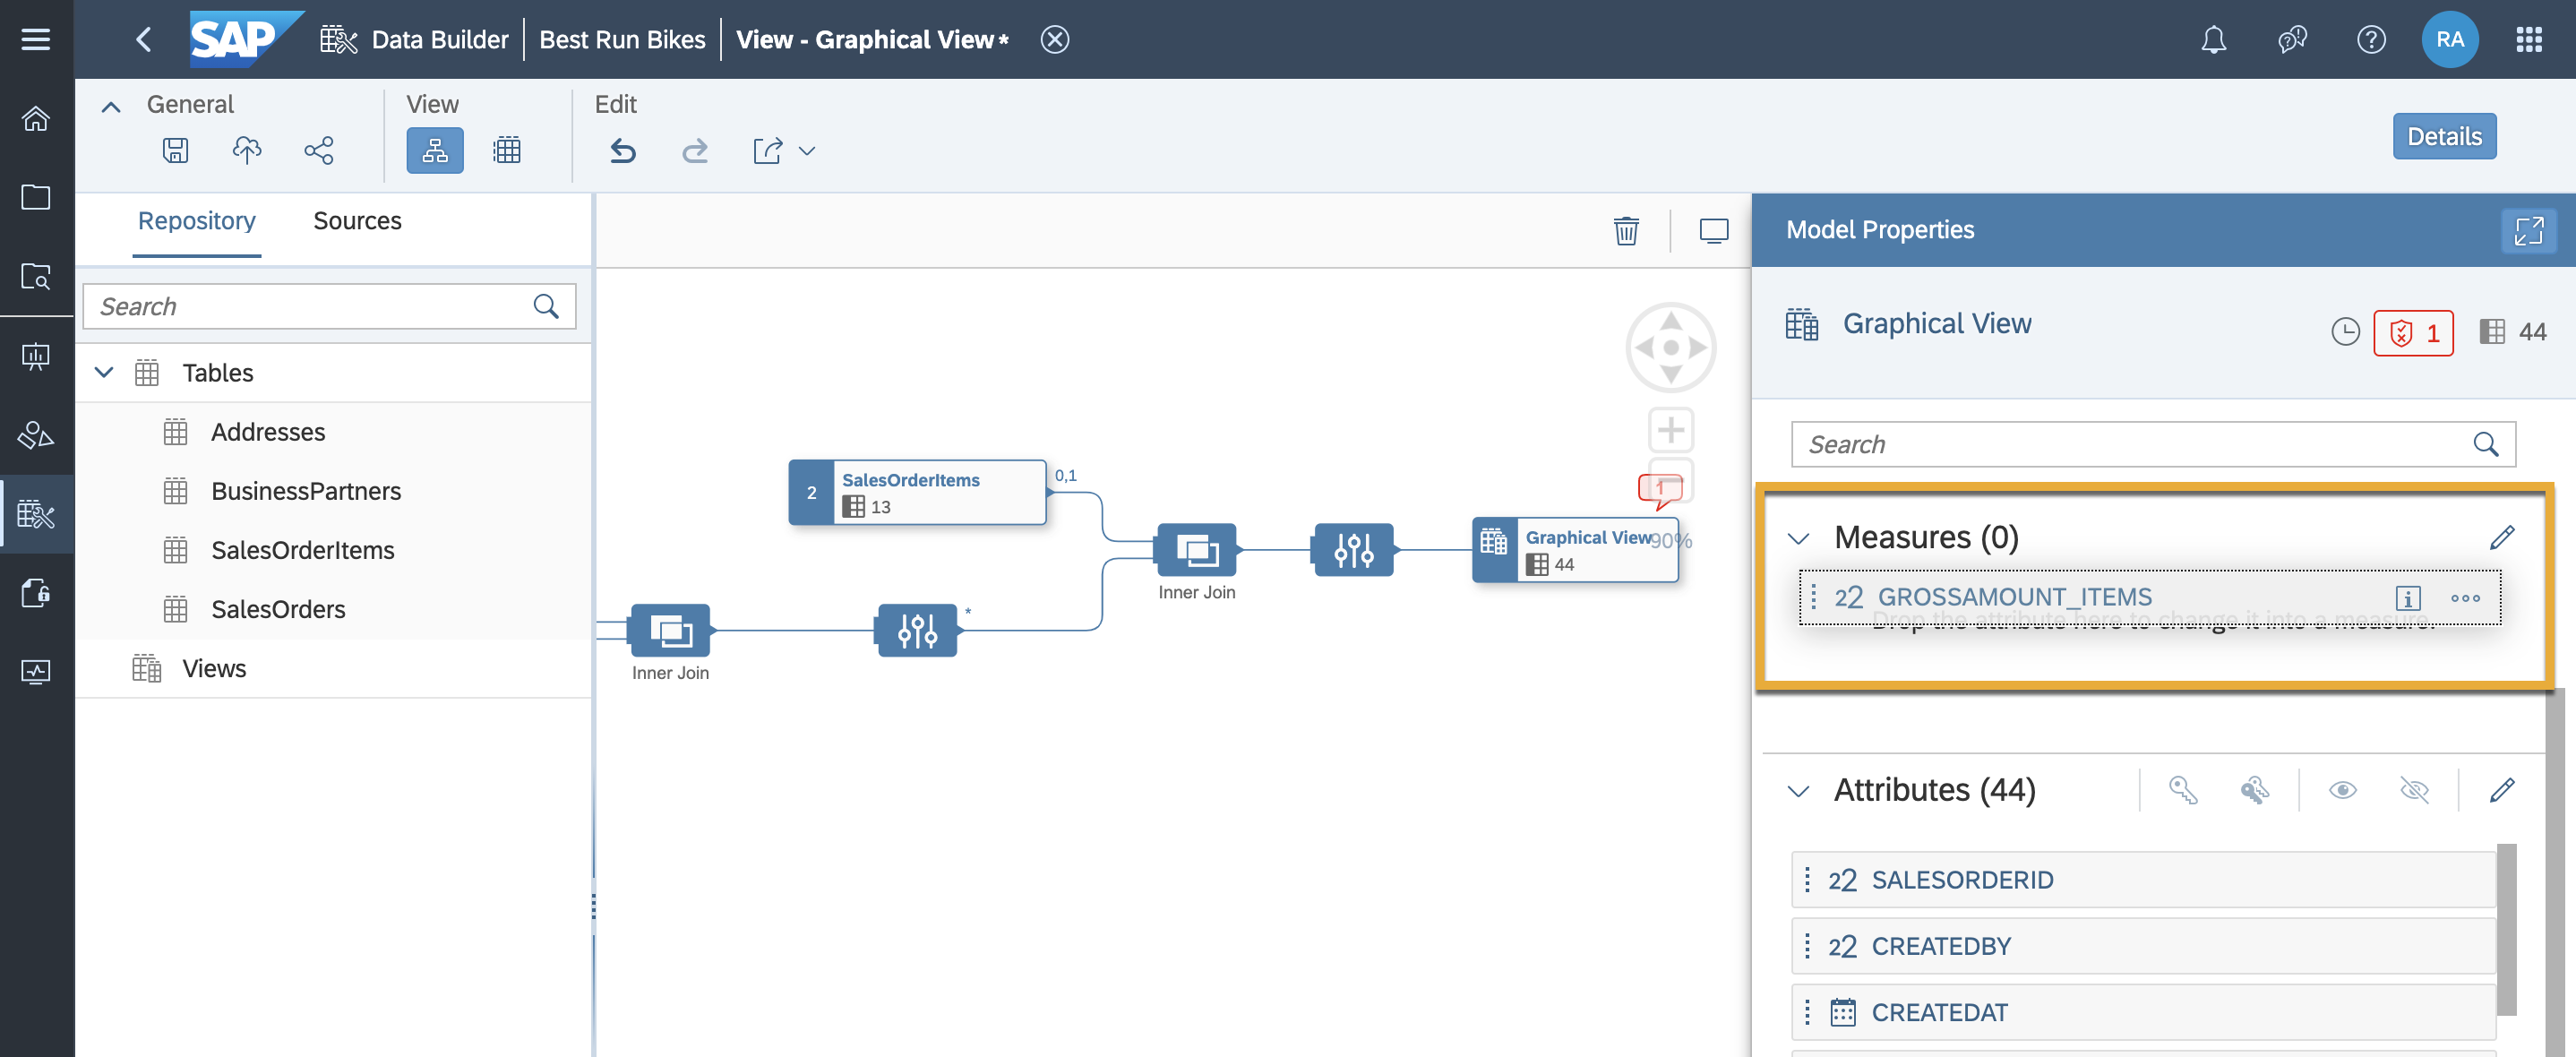 SAP Data Builder Best Run Bikes View - Graphical View* RA
General View Edit
Details
Repository Sources
Search
Tables
Addresses
BusinessPartners
SalesOrderItems
SalesOrders
Views
2 SalesOrderItems
13
0,1
Inner Join
*
Inner Join
1
Graphical View
44
90%
Model Properties
Graphical View 1 44
Search
Measures (0)
22 GROSSAMOUNT_ITEMS
Drop the attribute here to change it into a measure.
Attributes (44)
22 SALESORDERID
22 CREATEDBY
CREATEDAT